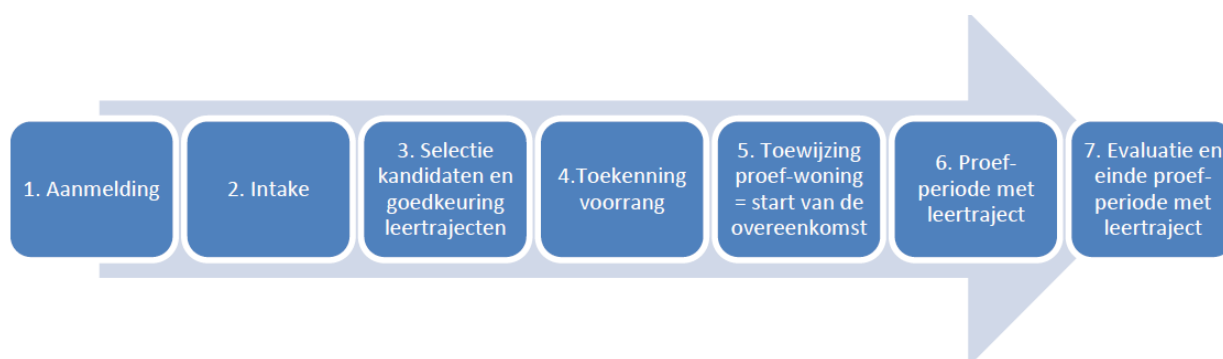 1. Aanmelding
2. Intake
3. Selectie
kandidaten en
goedkeuring
leertrajecten
4.Toekenning
voorrang
5. Toewijzing
proef-woning
= start van de
overeenkomst
6. Proef-
periode met
leertraject
7. Evaluatie en
einde proef-
periode met
leertraject